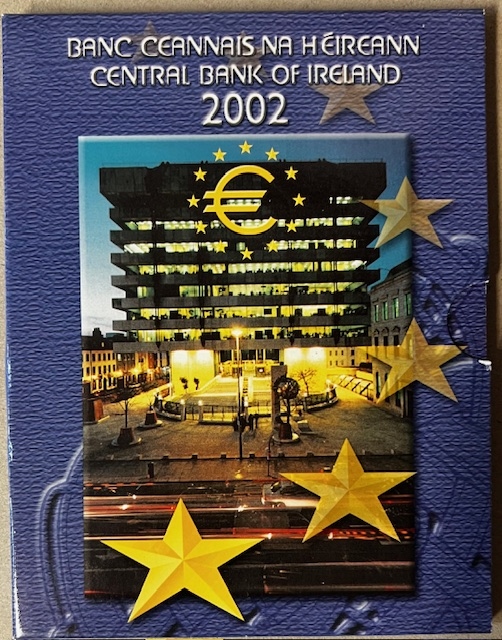 BANC CEANNAIS NA HÉIREANN
CENTRAL BANK OF IRELAND
2002
€